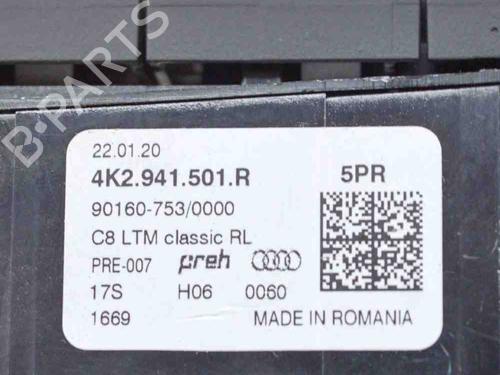 B-PARTS
22.01.20
4K2.941.501.R 5PR
90160-753/0000
C8 LTM classic RL
PRE-007 preh
17S H06 0060
1669 MADE IN ROMANIA